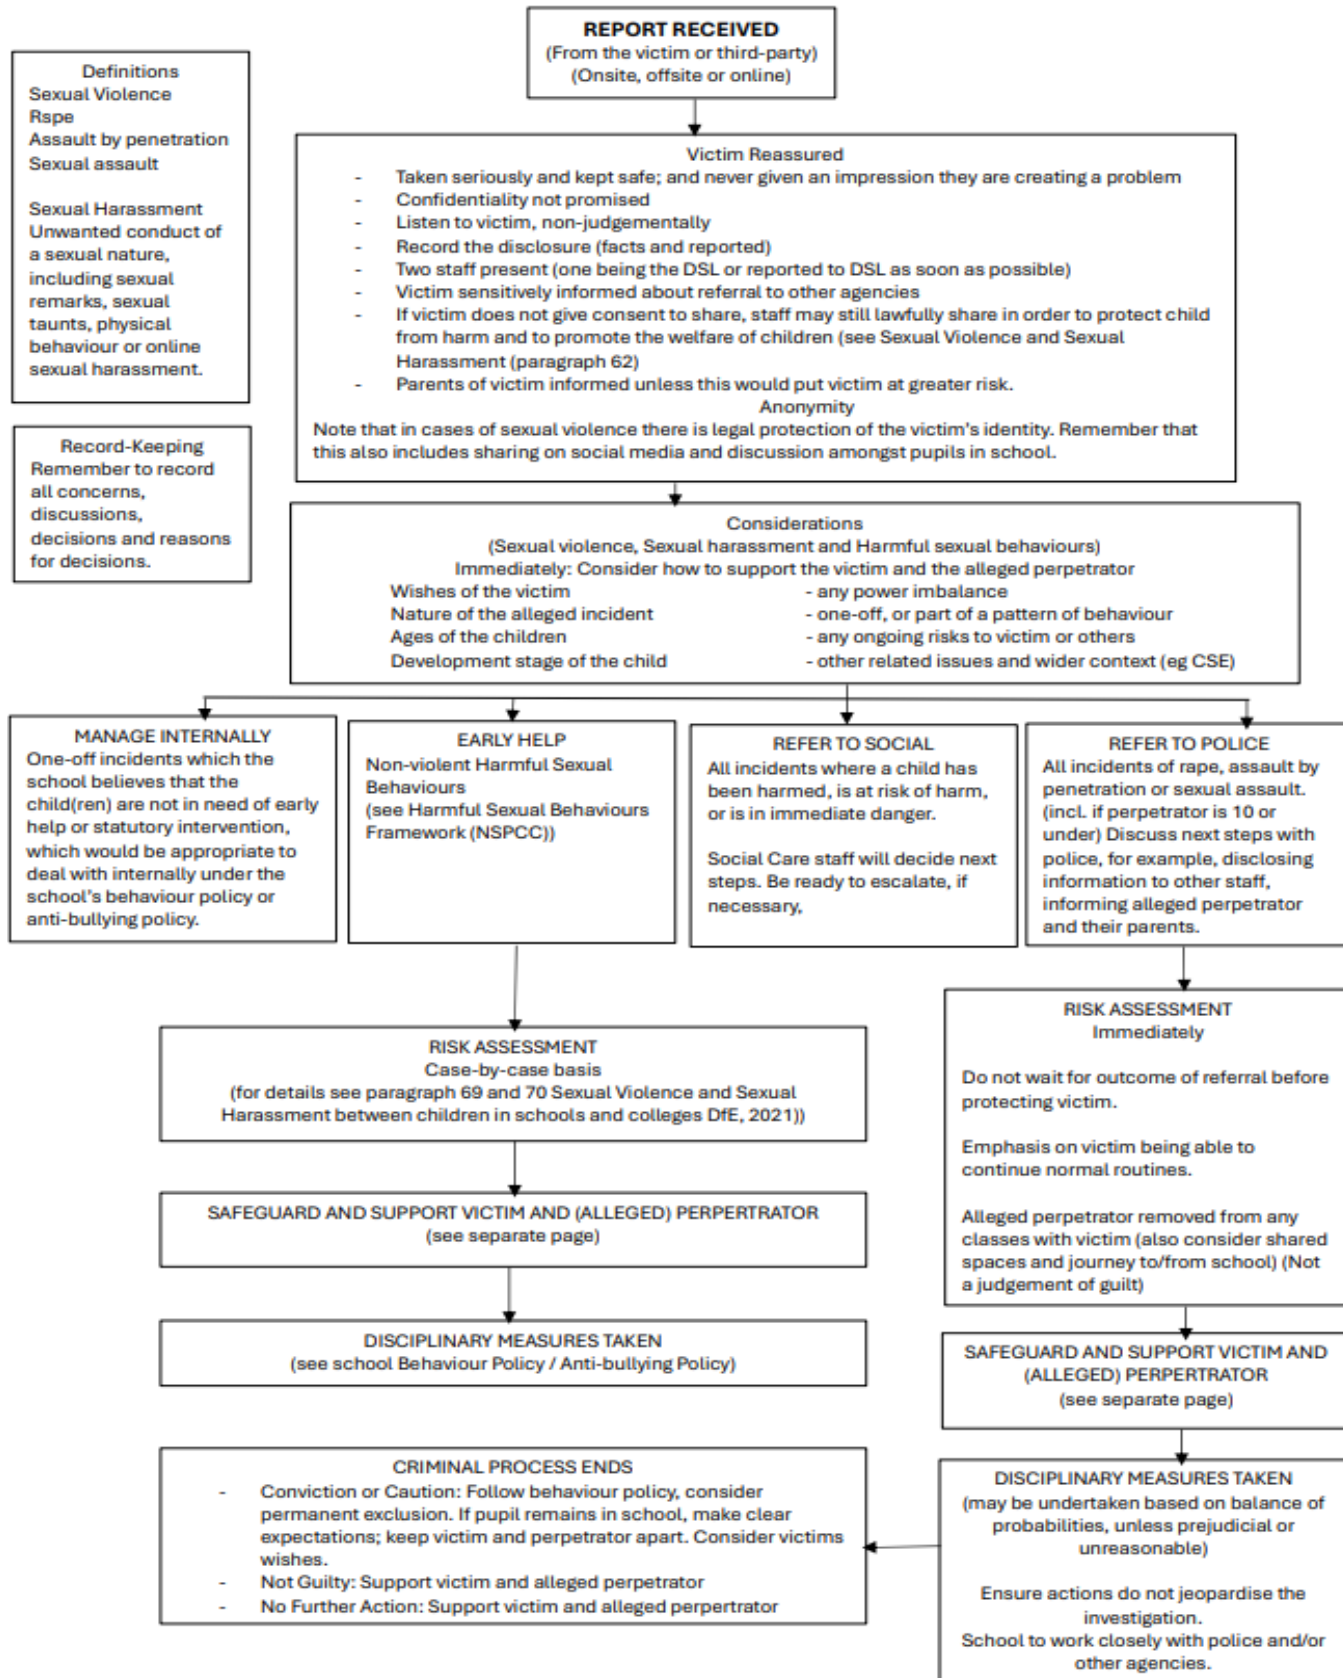 REPORT RECEIVED
(From the victim or third-party)
(Onsite, offsite or online)
Definitions
Sexual Violence
Rspe
Assault by penetration
Sexual assault
Sexual Harassment
Unwanted conduct of
a sexual nature,
including sexual
remarks, sexual
taunts, physical
behaviour or online
sexual harassment.
Record-Keeping
Remember to record
all concerns,
discussions,
decisions and reasons
for decisions.
Victim Reassured
- Taken seriously and kept safe; and never given an impression they are creating a problem
- Confidentiality not promised
- Listen to victim, non-judgementally
- Record the disclosure (facts and reported)
- Two staff present (one being the DSL or reported to DSL as soon as possible)
- Victim sensitively informed about referral to other agencies
- If victim does not give consent to share, staff may still lawfully share in order to protect child
from harm and to promote the welfare of children (see Sexual Violence and Sexual
Harassment (paragraph 62)
- Parents of victim informed unless this would put victim at greater risk.
Anonymity
Note that in cases of sexual violence there is legal protection of the victim's identity. Remember that
this also includes sharing on social media and discussion amongst pupils in school.
Considerations
(Sexual violence, Sexual harassment and Harmful sexual behaviours)
Immediately: Consider how to support the victim and the alleged perpetrator
Wishes of the victim - any power imbalance
Nature of the alleged incident - one-off, or part of a pattern of behaviour
Ages of the children - any ongoing risks to victim or others
Development stage of the child - other related issues and wider context (eg CSE)
MANAGE INTERNALLY
One-off incidents which the
school believes that the
child(ren) are not in need of early
help or statutory intervention,
which would be appropriate to
deal with internally under the
school's behaviour policy or
anti-bullying policy.
EARLY HELP
Non-violent Harmful Sexual
Behaviours
(see Harmful Sexual Behaviours
Framework (NSPCC))
REFER TO SOCIAL
All incidents where a child has
been harmed, is at risk of harm,
or is in immediate danger.
Social Care staff will decide next
steps. Be ready to escalate, if
necessary,
REFER TO POLICE
All incidents of rape, assault by
penetration or sexual assault.
(incl. if perpetrator is 10 or
under) Discuss next steps with
police, for example, disclosing
information to other staff,
informing alleged perpetrator
and their parents.
RISK ASSESSMENT
Case-by-case basis
(for details see paragraph 69 and 70 Sexual Violence and Sexual
Harassment between children in schools and colleges DfE, 2021))
SAFEGUARD AND SUPPORT VICTIM AND (ALLEGED) PERPERTRATOR
(see separate page)
DISCIPLINARY MEASURES TAKEN
(see school Behaviour Policy / Anti-bullying Policy)
RISK ASSESSMENT
Immediately
Do not wait for outcome of referral before
protecting victim.
Emphasis on victim being able to
continue normal routines.
Alleged perpetrator removed from any
classes with victim (also consider shared
spaces and journey to/from school) (Not
a judgement of guilt)
SAFEGUARD AND SUPPORT VICTIM AND
(ALLEGED) PERPERTRATOR
(see separate page)
DISCIPLINARY MEASURES TAKEN
(may be undertaken based on balance of
probabilities, unless prejudicial or
unreasonable)
Ensure actions do not jeopardise the
investigation.
School to work closely with police and/or
other agencies.
CRIMINAL PROCESS ENDS
- Conviction or Caution: Follow behaviour policy, consider
permanent exclusion. If pupil remains in school, make clear
expectations; keep victim and perpetrator apart. Consider victims
wishes.
- Not Guilty: Support victim and alleged perpetrator
- No Further Action: Support victim and alleged perpertrator